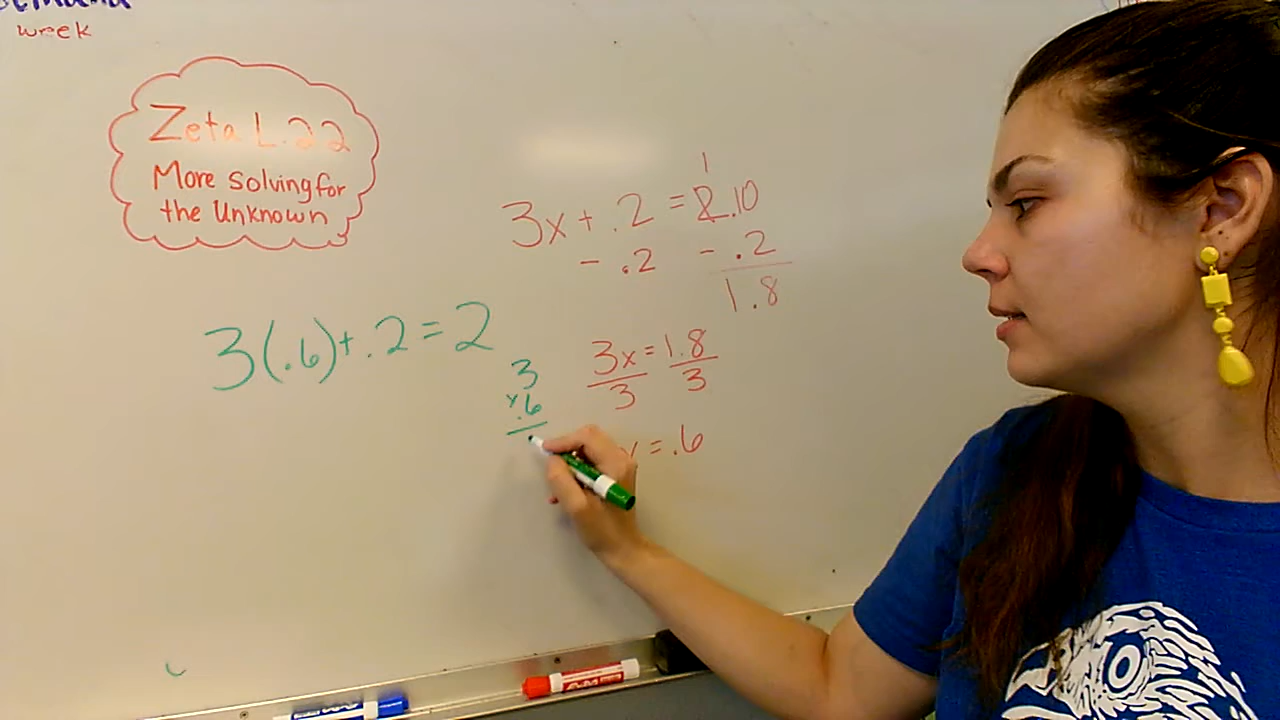 week
Zeta L.22
More solving for
the Unknown
1
3x + .2 = 2.10
- .2 - .2
1.8
3(.6) + .2 = 2
3x = 1.8
3 3
x = .6
3
x .6